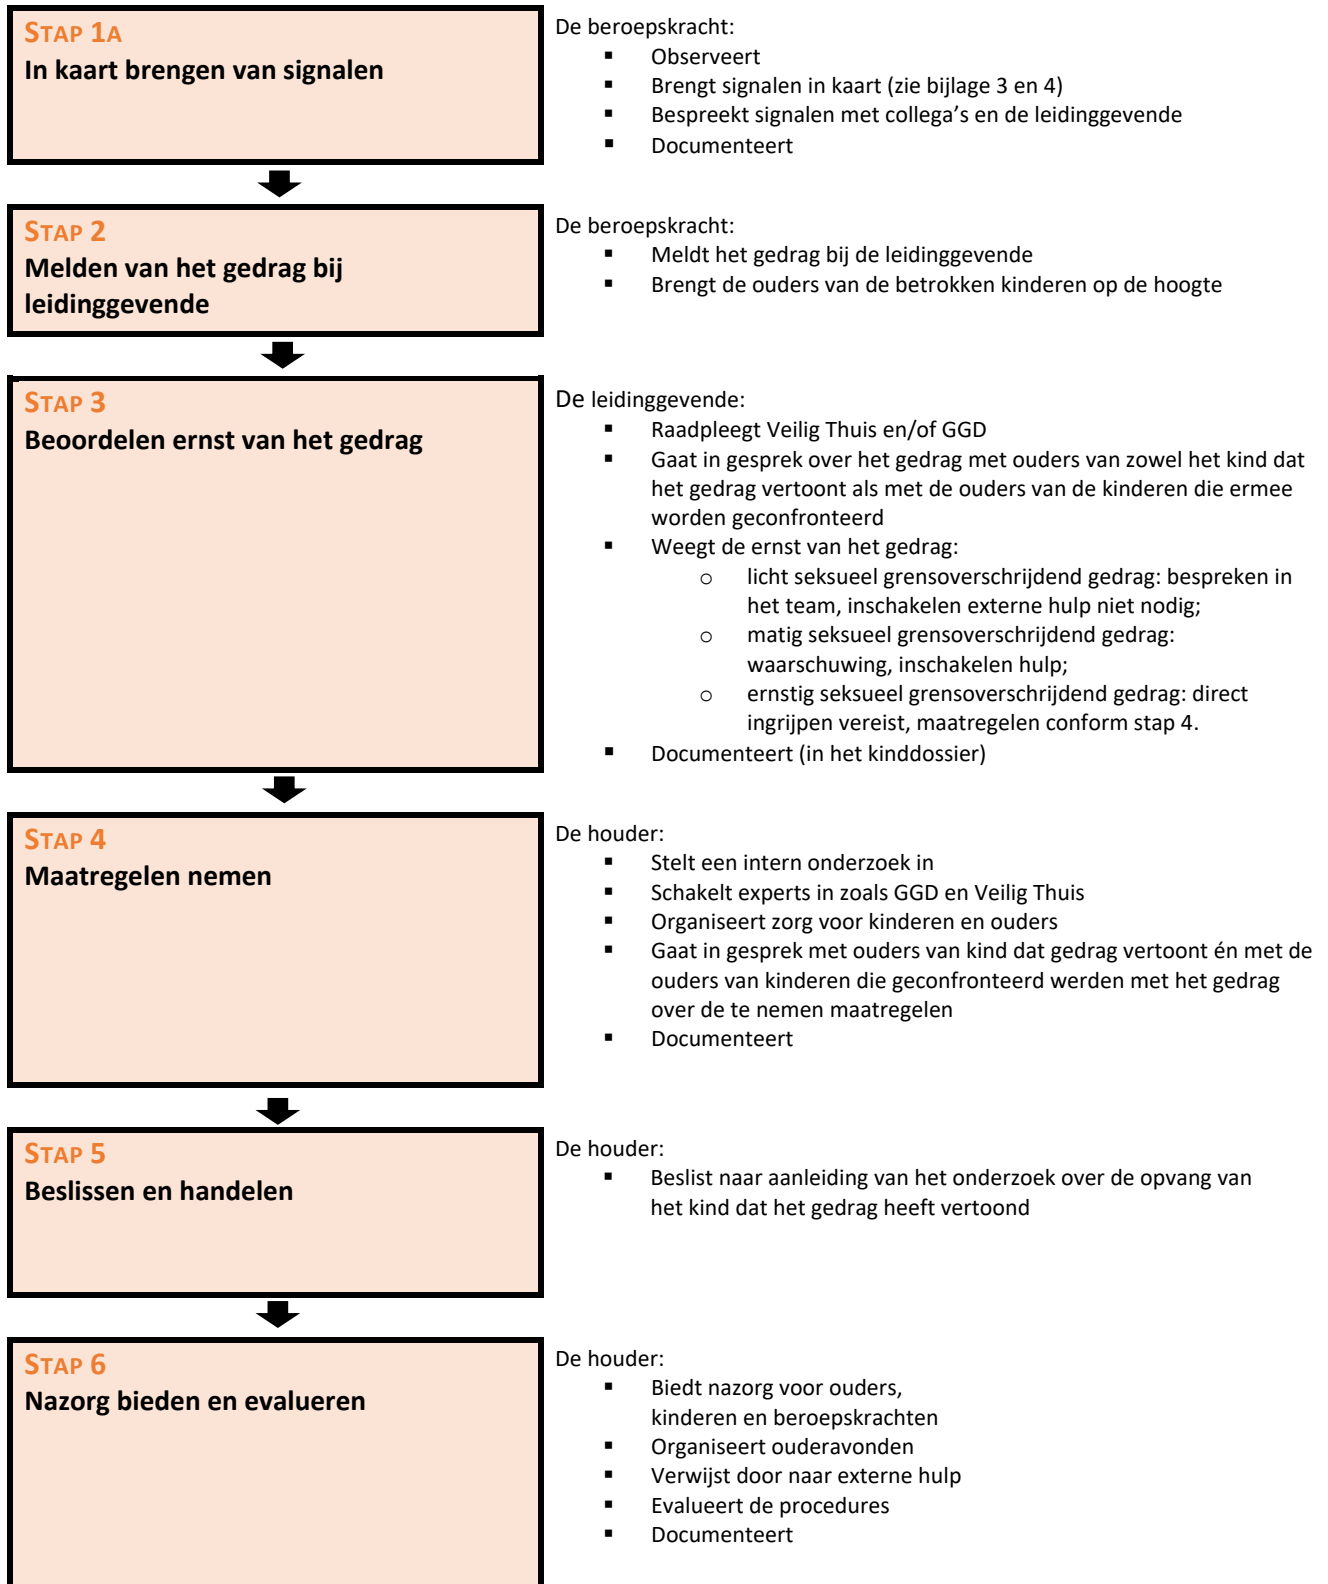 STAP 1A
In kaart brengen van signalen
De beroepskracht:
▪ Observeert
▪ Brengt signalen in kaart (zie bijlage 3 en 4)
▪ Bespreekt signalen met collega’s en de leidinggevende
▪ Documenteert
STAP 2
Melden van het gedrag bij
leidinggevende
De beroepskracht:
▪ Meldt het gedrag bij de leidinggevende
▪ Brengt de ouders van de betrokken kinderen op de hoogte
STAP 3
Beoordelen ernst van het gedrag
De leidinggevende:
▪ Raadpleegt Veilig Thuis en/of GGD
▪ Gaat in gesprek over het gedrag met ouders van zowel het kind dat
het gedrag vertoont als met de ouders van de kinderen die ermee
worden geconfronteerd
▪ Weegt de ernst van het gedrag:
o licht seksueel grensoverschrijdend gedrag: bespreken in
het team, inschakelen externe hulp niet nodig;
o matig seksueel grensoverschrijdend gedrag:
waarschuwing, inschakelen hulp;
o ernstig seksueel grensoverschrijdend gedrag: direct
ingrijpen vereist, maatregelen conform stap 4.
▪ Documenteert (in het kinddossier)
STAP 4
Maatregelen nemen
De houder:
▪ Stelt een intern onderzoek in
▪ Schakelt experts in zoals GGD en Veilig Thuis
▪ Organiseert zorg voor kinderen en ouders
▪ Gaat in gesprek met ouders van kind dat gedrag vertoont én met de
ouders van kinderen die geconfronteerd werden met het gedrag
over de te nemen maatregelen
▪ Documenteert
STAP 5
Beslissen en handelen
De houder:
▪ Beslist naar aanleiding van het onderzoek over de opvang van
het kind dat het gedrag heeft vertoond
STAP 6
Nazorg bieden en evalueren
De houder:
▪ Biedt nazorg voor ouders,
kinderen en beroepskrachten
▪ Organiseert ouderavonden
▪ Verwijst door naar externe hulp
▪ Evalueert de procedures
▪ Documenteert